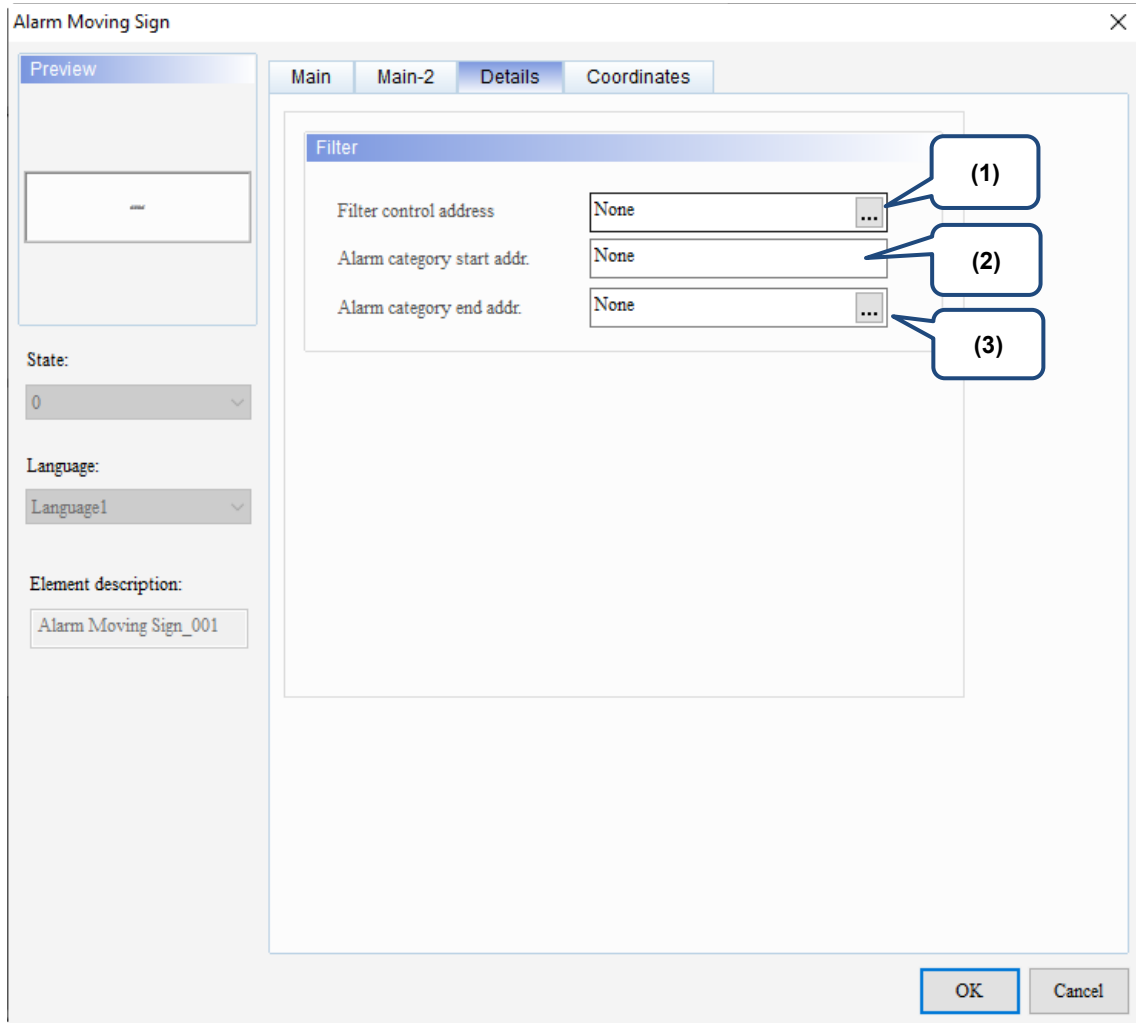 Alarm Moving Sign
Preview
Main Main-2 Details Coordinates
Filter
(1)
Filter control address None ...
Alarm category start addr. None
(2)
Alarm category end addr. None ...
(3)
State:
0
Language:
Language1
Element description:
Alarm Moving Sign_001
OK Cancel